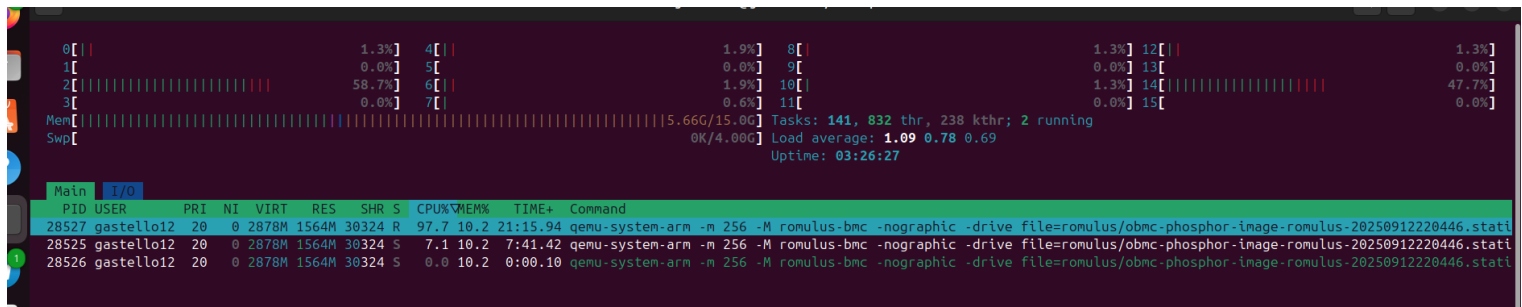 0[|| 1.3%] 4[|| 1.9%] 8[| 1.3%] 12[|| 1.3%]
1[ 0.0%] 5[ 0.0%] 9[ 0.0%] 13[ 0.0%]
2[||||||||||||||||||||||||| 58.7%] 6[|| 1.9%] 10[| 1.3%] 14[|||||||||||||||||||| 47.7%]
3[ 0.0%] 7[| 0.6%] 11[ 0.0%] 15[ 0.0%]
Mem[|||||||||||||||||||||||||||||||||||||||||||||||||||||||||||||||||||||||||5.66G/15.0G] Tasks: 141, 832 thr, 238 kthr; 2 running
Swp[ 0K/4.00G] Load average: 1.09 0.78 0.69
Uptime: 03:26:27
Main I/O
PID USER PRI NI VIRT RES SHR S CPU%▽MEM% TIME+ Command
28527 gastello12 20 0 2878M 1564M 30324 R 97.7 10.2 21:15.94 qemu-system-arm -m 256 -M romulus-bmc -nographic -drive file=romulus/obmc-phosphor-image-romulus-20250912220446.stati
28525 gastello12 20 0 2878M 1564M 30324 S 7.1 10.2 7:41.42 qemu-system-arm -m 256 -M romulus-bmc -nographic -drive file=romulus/obmc-phosphor-image-romulus-20250912220446.stati
28526 gastello12 20 0 2878M 1564M 30324 S 0.0 10.2 0:00.10 qemu-system-arm -m 256 -M romulus-bmc -nographic -drive file=romulus/obmc-phosphor-image-romulus-20250912220446.stati
1